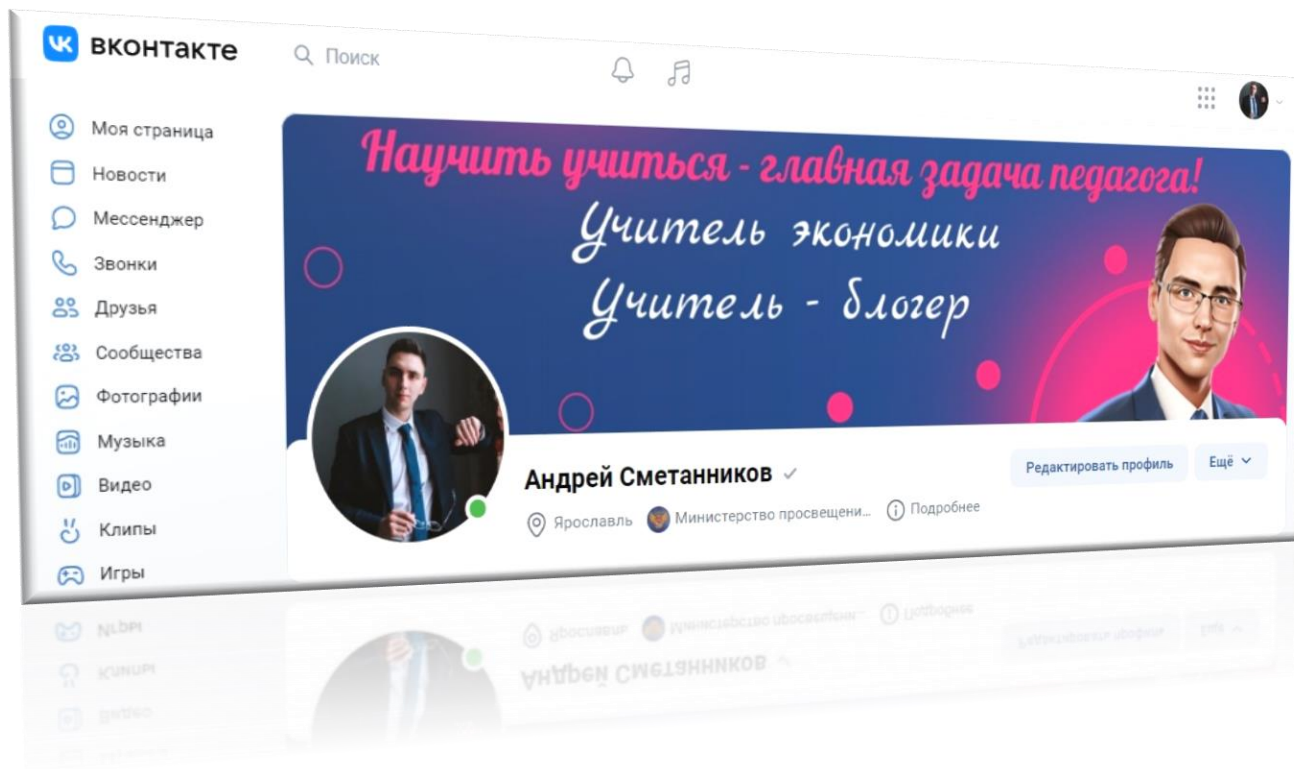 вконтакте
Поиск
Моя страница
Новости
Мессенджер
Звонки
Друзья
Сообщества
Фотографии
Музыка
Видео
Клипы
Игры
Научить учиться - главная задача педагога!
Учитель экономики
Учитель - блогер
Андрей Сметанников
Ярославль Министерство просвещени... Подробнее
Редактировать профиль Ещё